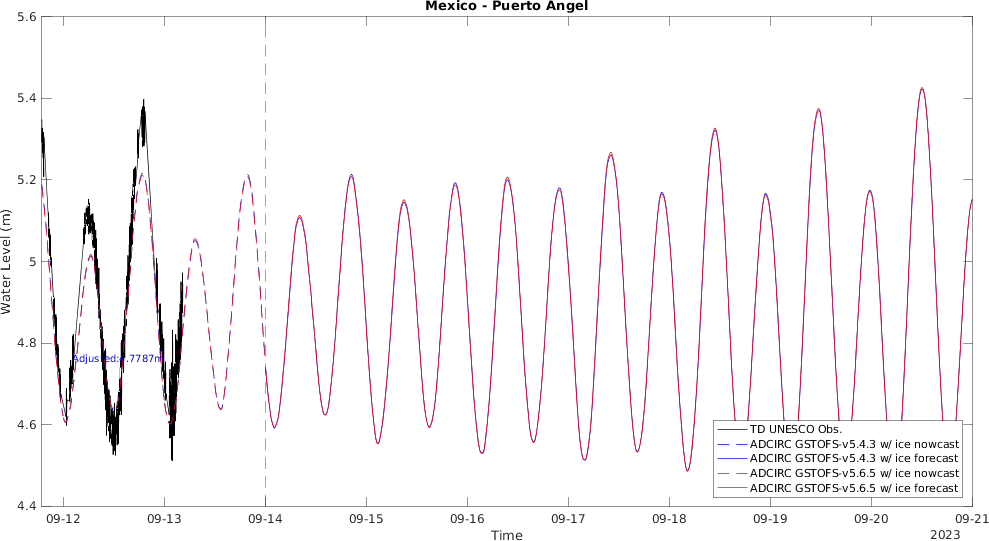 Mexico - Puerto Angel
5.6
5.4
5.2
5
4.8
4.6
4.4
Water Level (m)
Adjusted: .7787m
TD UNESCO Obs.
ADCIRC GSTOFS-v5.4.3 w/ ice nowcast
ADCIRC GSTOFS-v5.4.3 w/ ice forecast
ADCIRC GSTOFS-v5.6.5 w/ ice nowcast
ADCIRC GSTOFS-v5.6.5 w/ ice forecast
09-12 09-13 09-14 09-15 09-16 09-17 09-18 09-19 09-20 09-21
Time
2023